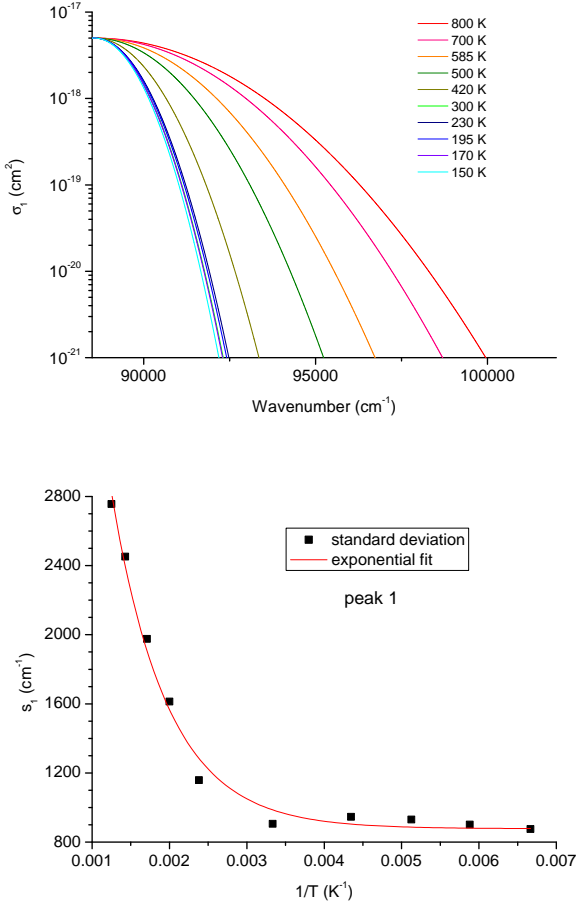 10⁻¹⁷
10⁻¹⁸
10⁻¹⁹
10⁻²⁰
10⁻²¹
σ₁ (cm²)
800 K
700 K
585 K
500 K
420 K
300 K
230 K
195 K
170 K
150 K
90000 95000 100000
Wavenumber (cm⁻¹)
2800
2400
2000
1600
1200
800
s₁ (cm⁻¹)
standard deviation
exponential fit
peak 1
0.001 0.002 0.003 0.004 0.005 0.006 0.007
1/T (K⁻¹)